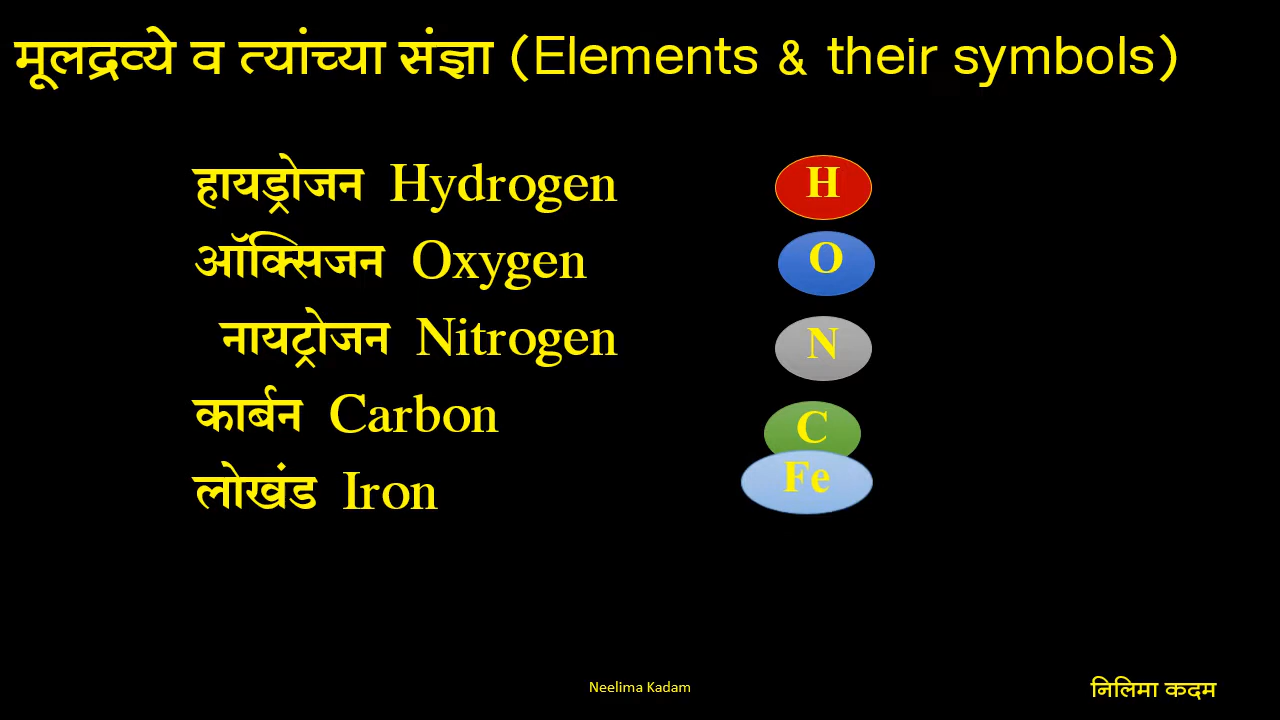 मूलद्रव्ये व त्यांच्या संज्ञा (Elements & their symbols)
हायड्रोजन Hydrogen H
ऑक्सिजन Oxygen O
नायट्रोजन Nitrogen N
कार्बन Carbon C
लोखंड Iron Fe
Neelima Kadam
निलिमा कदम